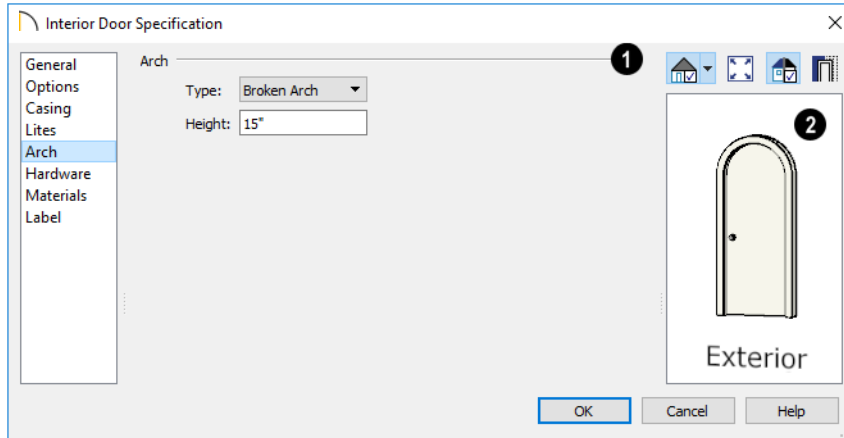 Interior Door Specification
General
Options
Casing
Lites
Arch
Hardware
Materials
Label
Arch
Type: Broken Arch
Height: 15"
1
2
Exterior
OK Cancel Help